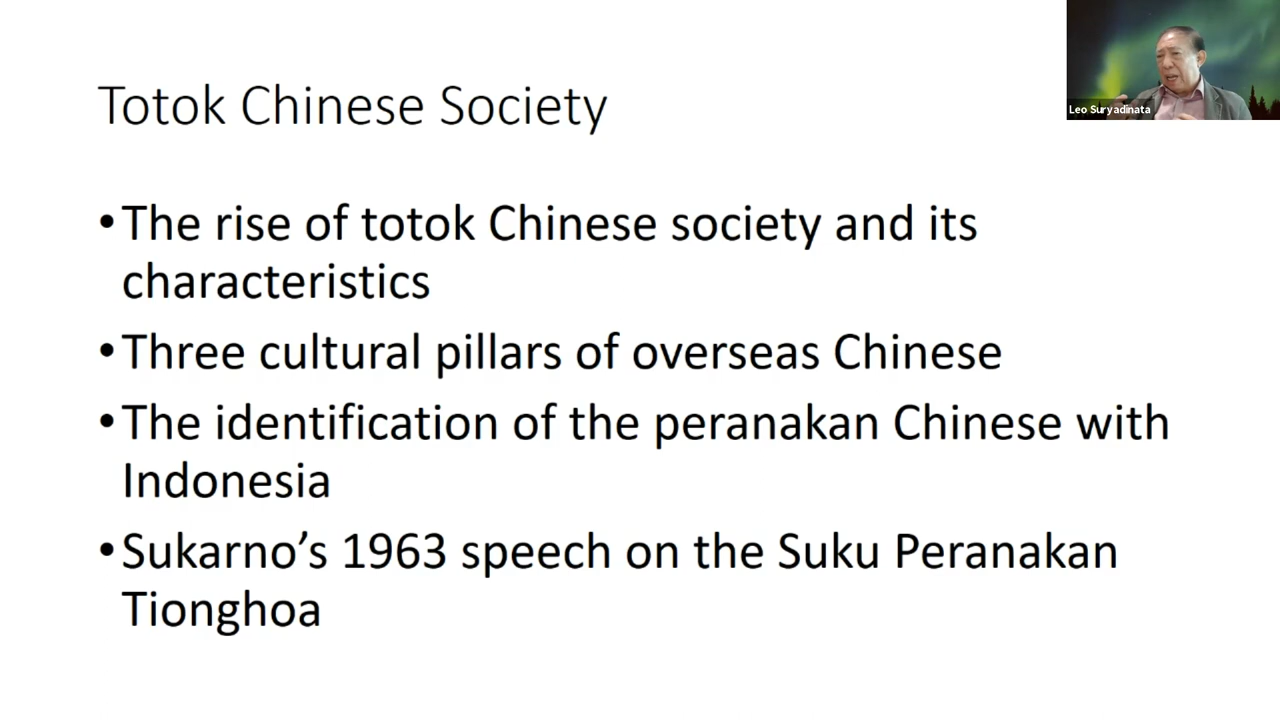 Totok Chinese Society
Leo Suryadinata
•The rise of totok Chinese society and its
characteristics
•Three cultural pillars of overseas Chinese
•The identification of the peranakan Chinese with
Indonesia
•Sukarno’s 1963 speech on the Suku Peranakan
Tionghoa